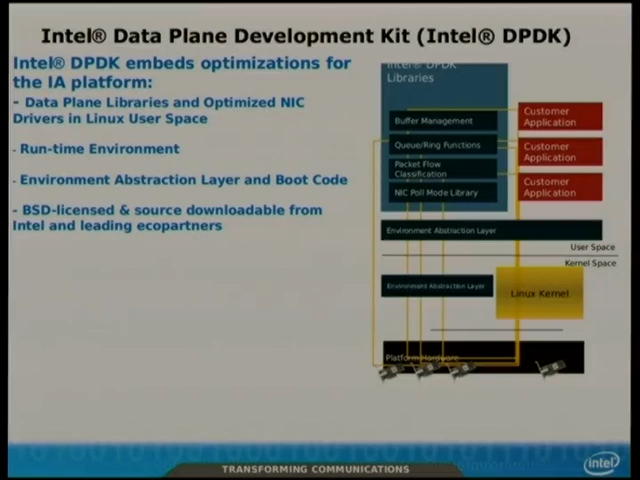 Intel® Data Plane Development Kit (Intel® DPDK)
Intel® DPDK embeds optimizations for
the IA platform:
- Data Plane Libraries and Optimized NIC
Drivers in Linux User Space
- Run-time Environment
- Environment Abstraction Layer and Boot Code
- BSD-licensed & source downloadable from
Intel and leading ecopartners
Intel® DPDK
Libraries
Buffer Management
Queue/Ring Functions
Packet Flow
Classification
NIC Poll Mode Library
Customer
Application
Customer
Application
Customer
Application
Environment Abstraction Layer
User Space
Kernel Space
Environment Abstraction Layer
Linux Kernel
Platform Hardware
TRANSFORMING COMMUNICATIONS
intel